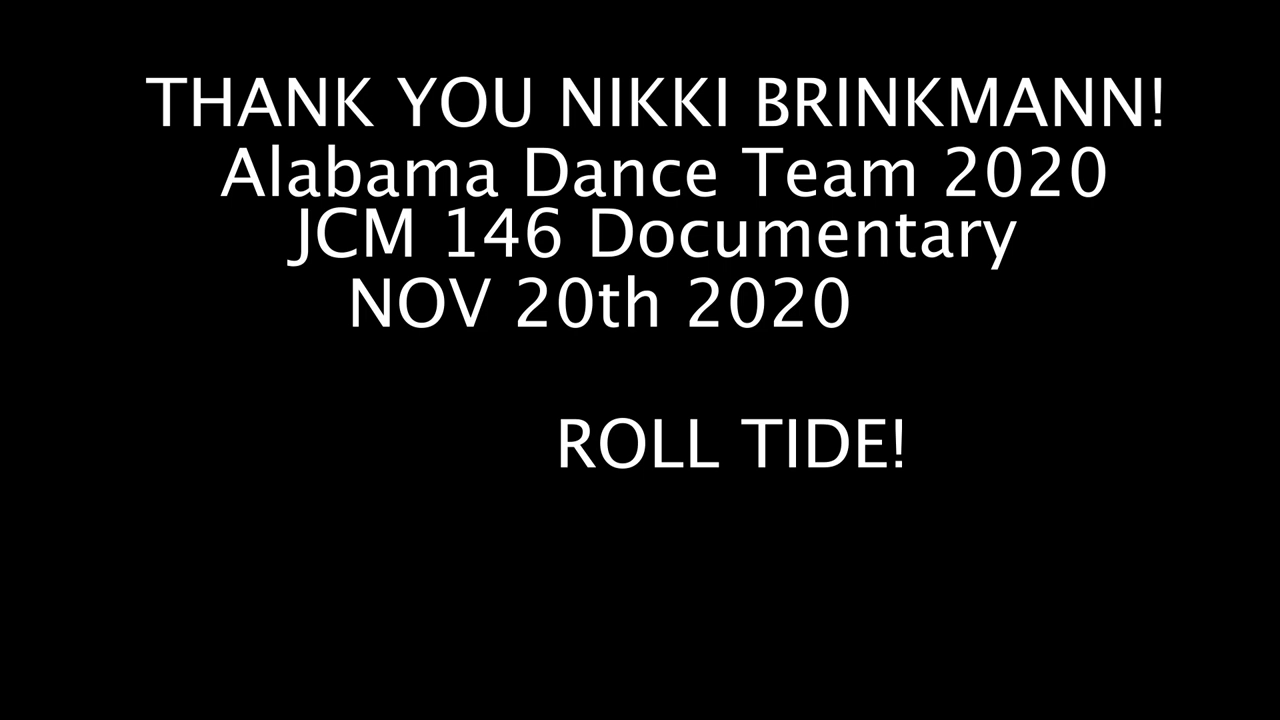 THANK YOU NIKKI BRINKMANN!
Alabama Dance Team 2020
JCM 146 Documentary
NOV 20th 2020
ROLL TIDE!